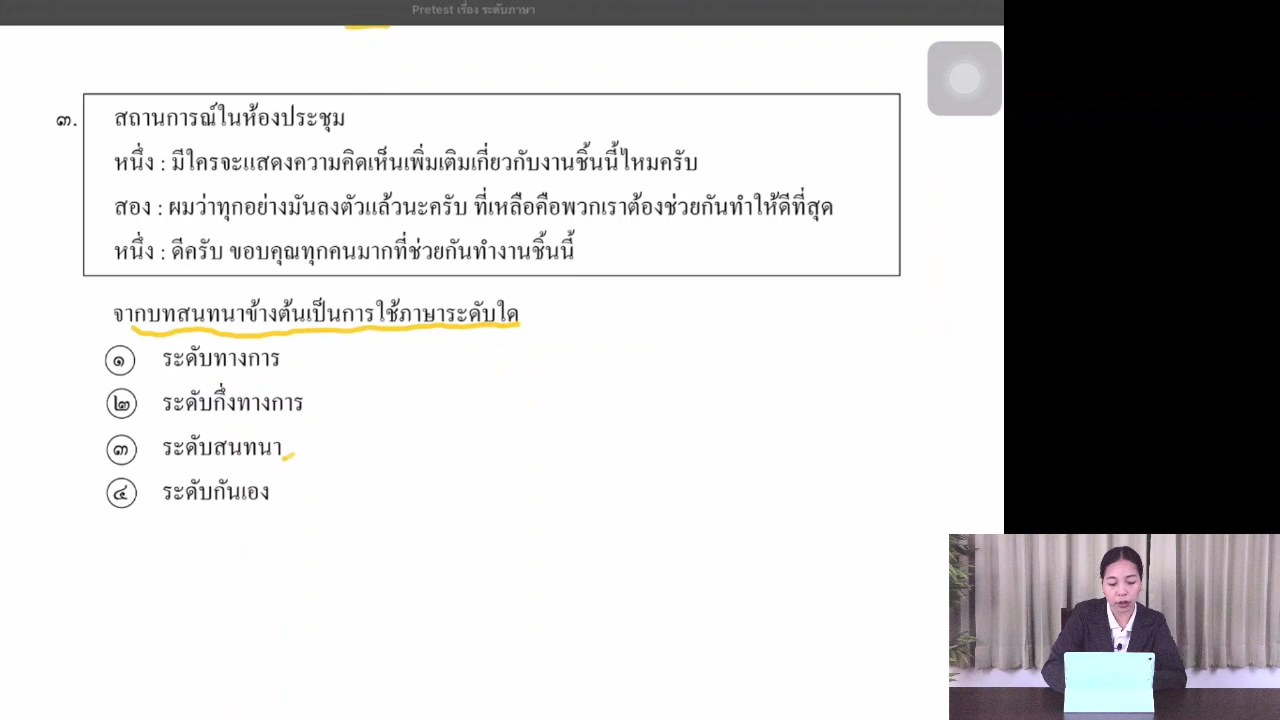 Pretest เรื่อง ระดับภาษา
๓.
สถานการณ์ในห้องประชุม
หนึ่ง : มีใครจะแสดงความคิดเห็นเพิ่มเติมเกี่ยวกับงานชิ้นนี้ไหมครับ
สอง : ผมว่าทุกอย่างมันลงตัวแล้วนะครับ ที่เหลือคือพวกเราต้องช่วยกันทำให้ดีที่สุด
หนึ่ง : ดีครับ ขอบคุณทุกคนมากที่ช่วยกันทำงานชิ้นนี้
จากบทสนทนาข้างต้นเป็นการใช้ภาษาระดับใด
๑ ระดับทางการ
๒ ระดับกึ่งทางการ
๓ ระดับสนทนา
๔ ระดับกันเอง